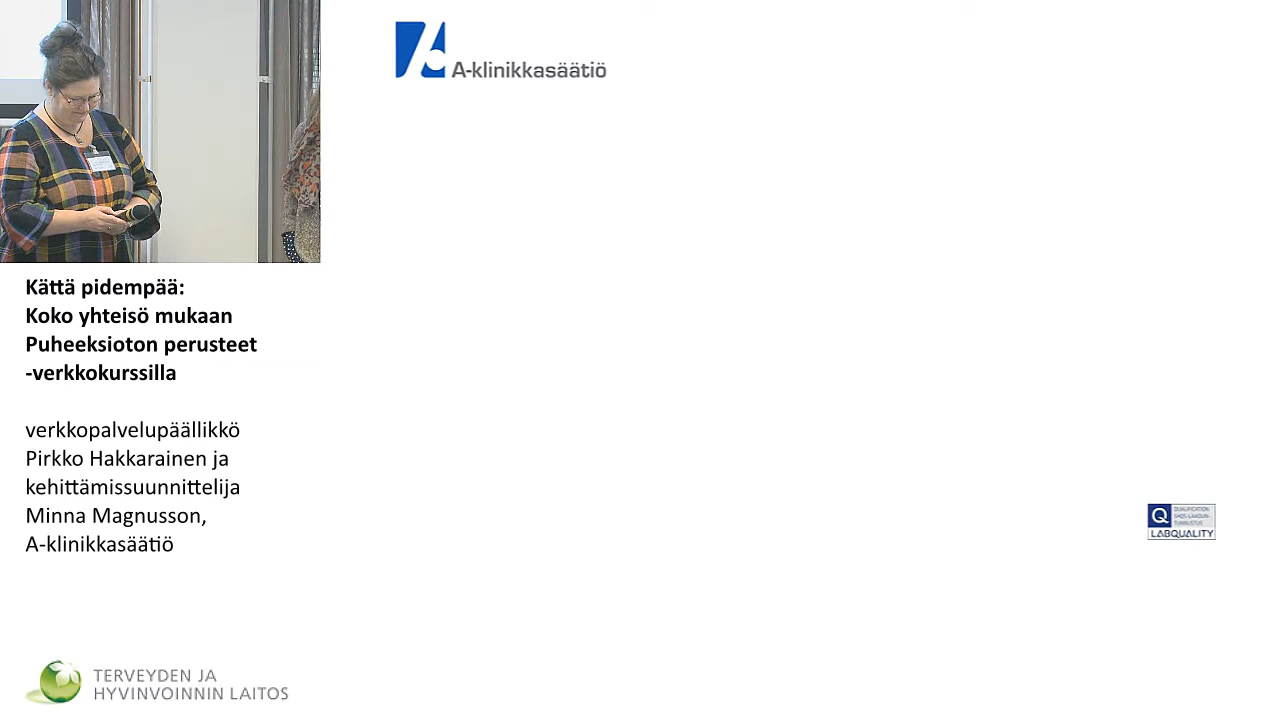 A-klinikkasäätiö
Kättä pidempää:
Koko yhteisö mukaan
Puheeksioton perusteet
-verkkokurssilla
verkkopalvelupäällikkö
Pirkko Hakkarainen ja
kehittämissuunnittelija
Minna Magnusson,
A-klinikkasäätiö
Q
LABQUALITY
TERVEYDEN JA
HYVINVOINNIN LAITOS